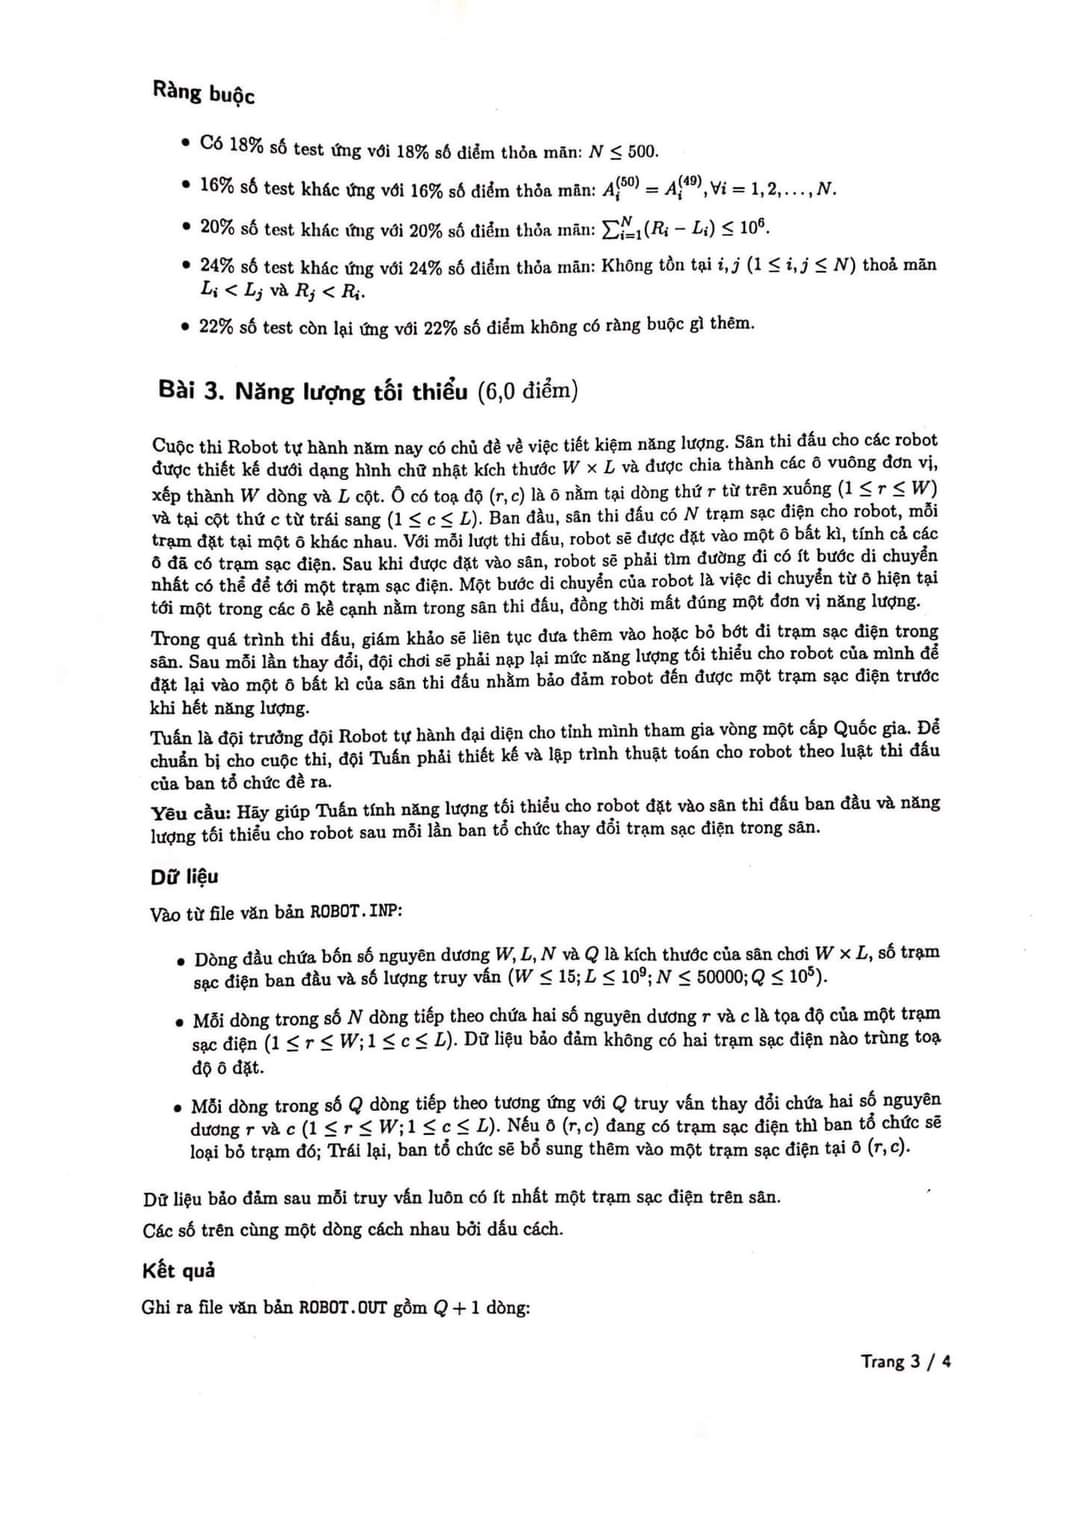 Ràng buộc
• Có 18% số test ứng với 18% số điểm thỏa mãn: N ≤ 500.
• 16% số test khác ứng với 16% số điểm thỏa mãn: A_i^(50) = A_i^(49), ∀i = 1, 2, . . . , N.
• 20% số test khác ứng với 20% số điểm thỏa mãn: ∑_{i=1}^N (R_i − L_i) ≤ 10^6.
• 24% số test khác ứng với 24% số điểm thỏa mãn: Không tồn tại i, j (1 ≤ i, j ≤ N) thoả mãn
L_i < L_j và R_j < R_i.
• 22% số test còn lại ứng với 22% số điểm không có ràng buộc gì thêm.
Bài 3. Năng lượng tối thiểu (6,0 điểm)
Cuộc thi Robot tự hành năm nay có chủ đề về việc tiết kiệm năng lượng. Sân thi đấu cho các robot
được thiết kế dưới dạng hình chữ nhật kích thước W × L và được chia thành các ô vuông đơn vị,
xếp thành W dòng và L cột. Ô có toạ độ (r, c) là ô nằm tại dòng thứ r từ trên xuống (1 ≤ r ≤ W)
và tại cột thứ c từ trái sang (1 ≤ c ≤ L). Ban đầu, sân thi đấu có N trạm sạc điện cho robot, mỗi
trạm đặt tại một ô khác nhau. Với mỗi lượt thi đấu, robot sẽ được đặt vào một ô bất kì, tính cả các
ô đã có trạm sạc điện. Sau khi được đặt vào sân, robot sẽ phải tìm đường đi có ít bước di chuyển
nhất có thể để tới một trạm sạc điện. Một bước di chuyển của robot là việc di chuyển từ ô hiện tại
tới một trong các ô kề cạnh nằm trong sân thi đấu, đồng thời mất đúng một đơn vị năng lượng.
Trong quá trình thi đấu, giám khảo sẽ liên tục đưa thêm vào hoặc bỏ bớt đi trạm sạc điện trong
sân. Sau mỗi lần thay đổi, đội chơi sẽ phải nạp lại mức năng lượng tối thiểu cho robot của mình để
đặt lại vào một ô bất kì của sân thi đấu nhằm bảo đảm robot đến được một trạm sạc điện trước
khi hết năng lượng.
Tuấn là đội trưởng đội Robot tự hành đại diện cho tỉnh mình tham gia vòng một cấp Quốc gia. Để
chuẩn bị cho cuộc thi, đội Tuấn phải thiết kế và lập trình thuật toán cho robot theo luật thi đấu
của ban tổ chức đề ra.
Yêu cầu: Hãy giúp Tuấn tính năng lượng tối thiểu cho robot đặt vào sân thi đấu ban đầu và năng
lượng tối thiểu cho robot sau mỗi lần ban tổ chức thay đổi trạm sạc điện trong sân.
Dữ liệu
Vào từ file văn bản ROBOT.INP:
• Dòng đầu chứa bốn số nguyên dương W, L, N và Q là kích thước của sân chơi W × L, số trạm
sạc điện ban đầu và số lượng truy vấn (W ≤ 15; L ≤ 10^9; N ≤ 50000; Q ≤ 10^5).
• Mỗi dòng trong số N dòng tiếp theo chứa hai số nguyên dương r và c là tọa độ của một trạm
sạc điện (1 ≤ r ≤ W; 1 ≤ c ≤ L). Dữ liệu bảo đảm không có hai trạm sạc điện nào trùng toạ
độ ô đặt.
• Mỗi dòng trong số Q dòng tiếp theo tương ứng với Q truy vấn thay đổi chứa hai số nguyên
dương r và c (1 ≤ r ≤ W; 1 ≤ c ≤ L). Nếu ô (r, c) đang có trạm sạc điện thì ban tổ chức sẽ
loại bỏ trạm đó; Trái lại, ban tổ chức sẽ bổ sung thêm vào một trạm sạc điện tại ô (r, c).
Dữ liệu bảo đảm sau mỗi truy vấn luôn có ít nhất một trạm sạc điện trên sân.
Các số trên cùng một dòng cách nhau bởi dấu cách.
Kết quả
Ghi ra file văn bản ROBOT.OUT gồm Q + 1 dòng:
Trang 3 / 4